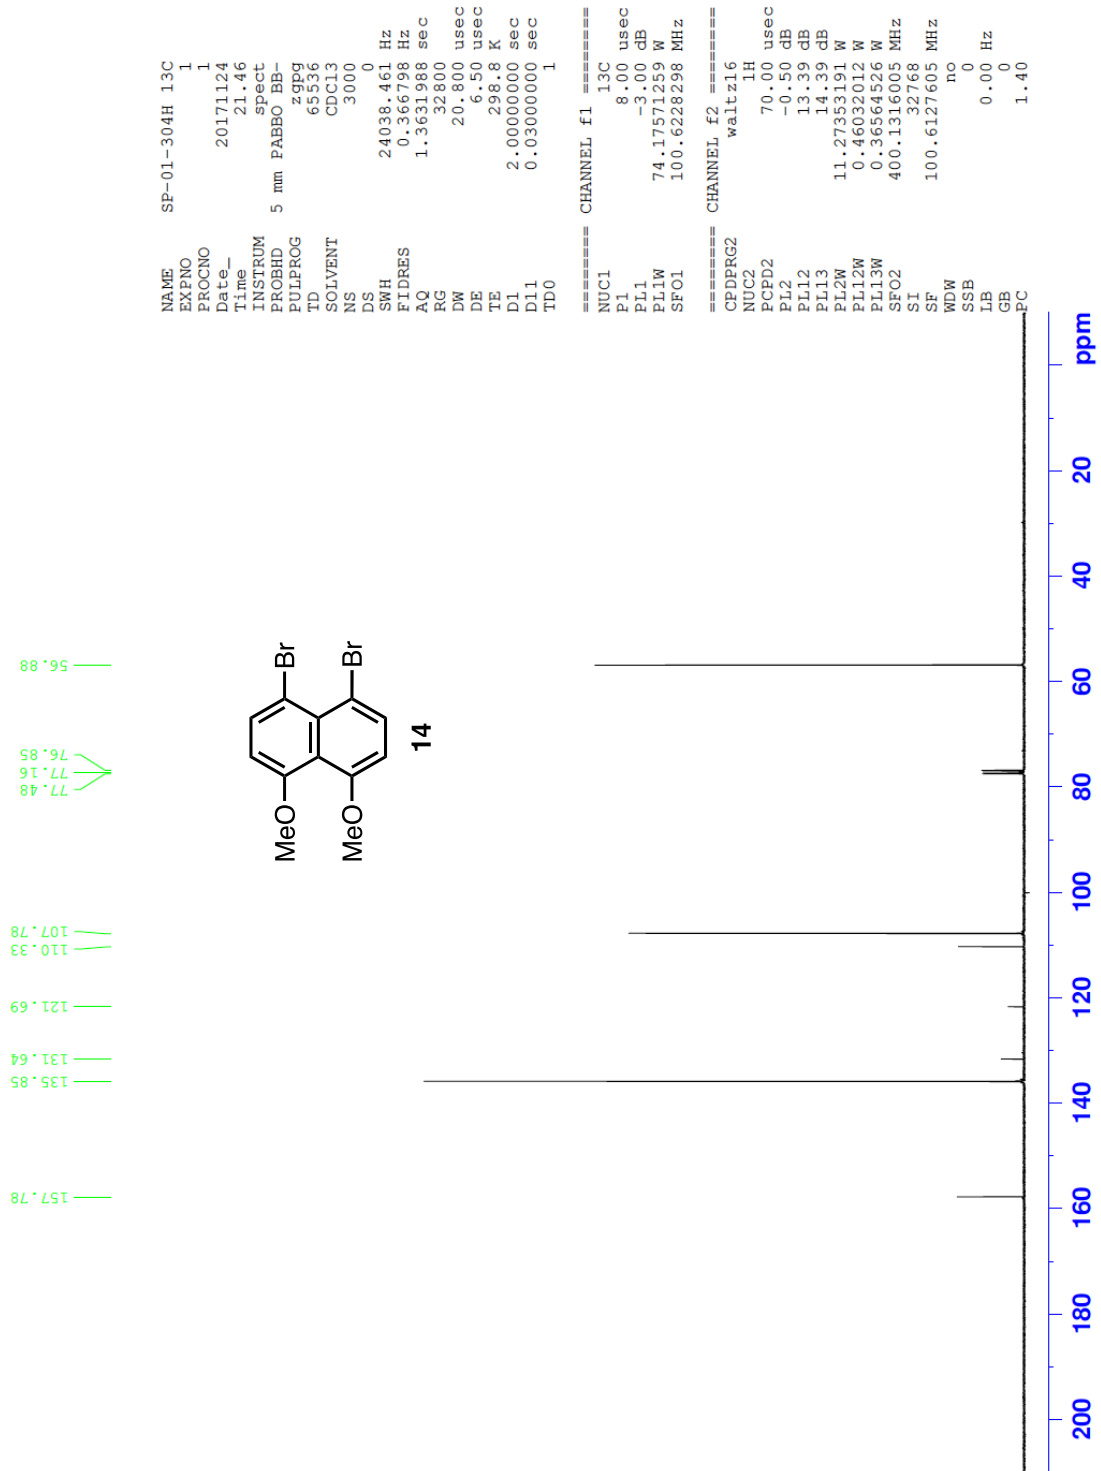 NAME SP-01-304H 13C
EXPNO 1
PROCNO 1
Date_ 20171124
Time 21.46
INSTRUM spect
PROBHD 5 mm PABBO BB-
PULPROG zgpg
TD 65536
SOLVENT CDCl3
NS 3000
DS 0
SWH 24038.461 Hz
FIDRES 0.366798 Hz
AQ 1.3631988 sec
RG 32800
DW 20.800 usec
DE 6.50 usec
TE 298.8 K
D1 2.00000000 sec
D11 0.03000000 sec
TD0 1
======== CHANNEL f1 ========
NUC1 13C
P1 8.00 usec
PL1 -3.00 dB
PL1W 74.17571259 W
SFO1 100.6228298 MHz
======== CHANNEL f2 ========
CPDPRG2 waltz16
NUC2 1H
PCPD2 70.00 usec
PL2 -0.50 dB
PL12 13.39 dB
PL13 14.39 dB
PL2W 11.27353191 W
PL12W 0.46032012 W
PL13W 0.36564526 W
SFO2 400.1316005 MHz
SI 32768
SF 100.6127605 MHz
WDW no
SSB 0
LB 0.00 Hz
GB 0
PC 1.40
157.78
135.85
131.64
121.69
110.33
107.78
77.48
77.16
76.85
56.88
MeO
Br
MeO
Br
14
200
180
160
140
120
100
80
60
40
20
ppm